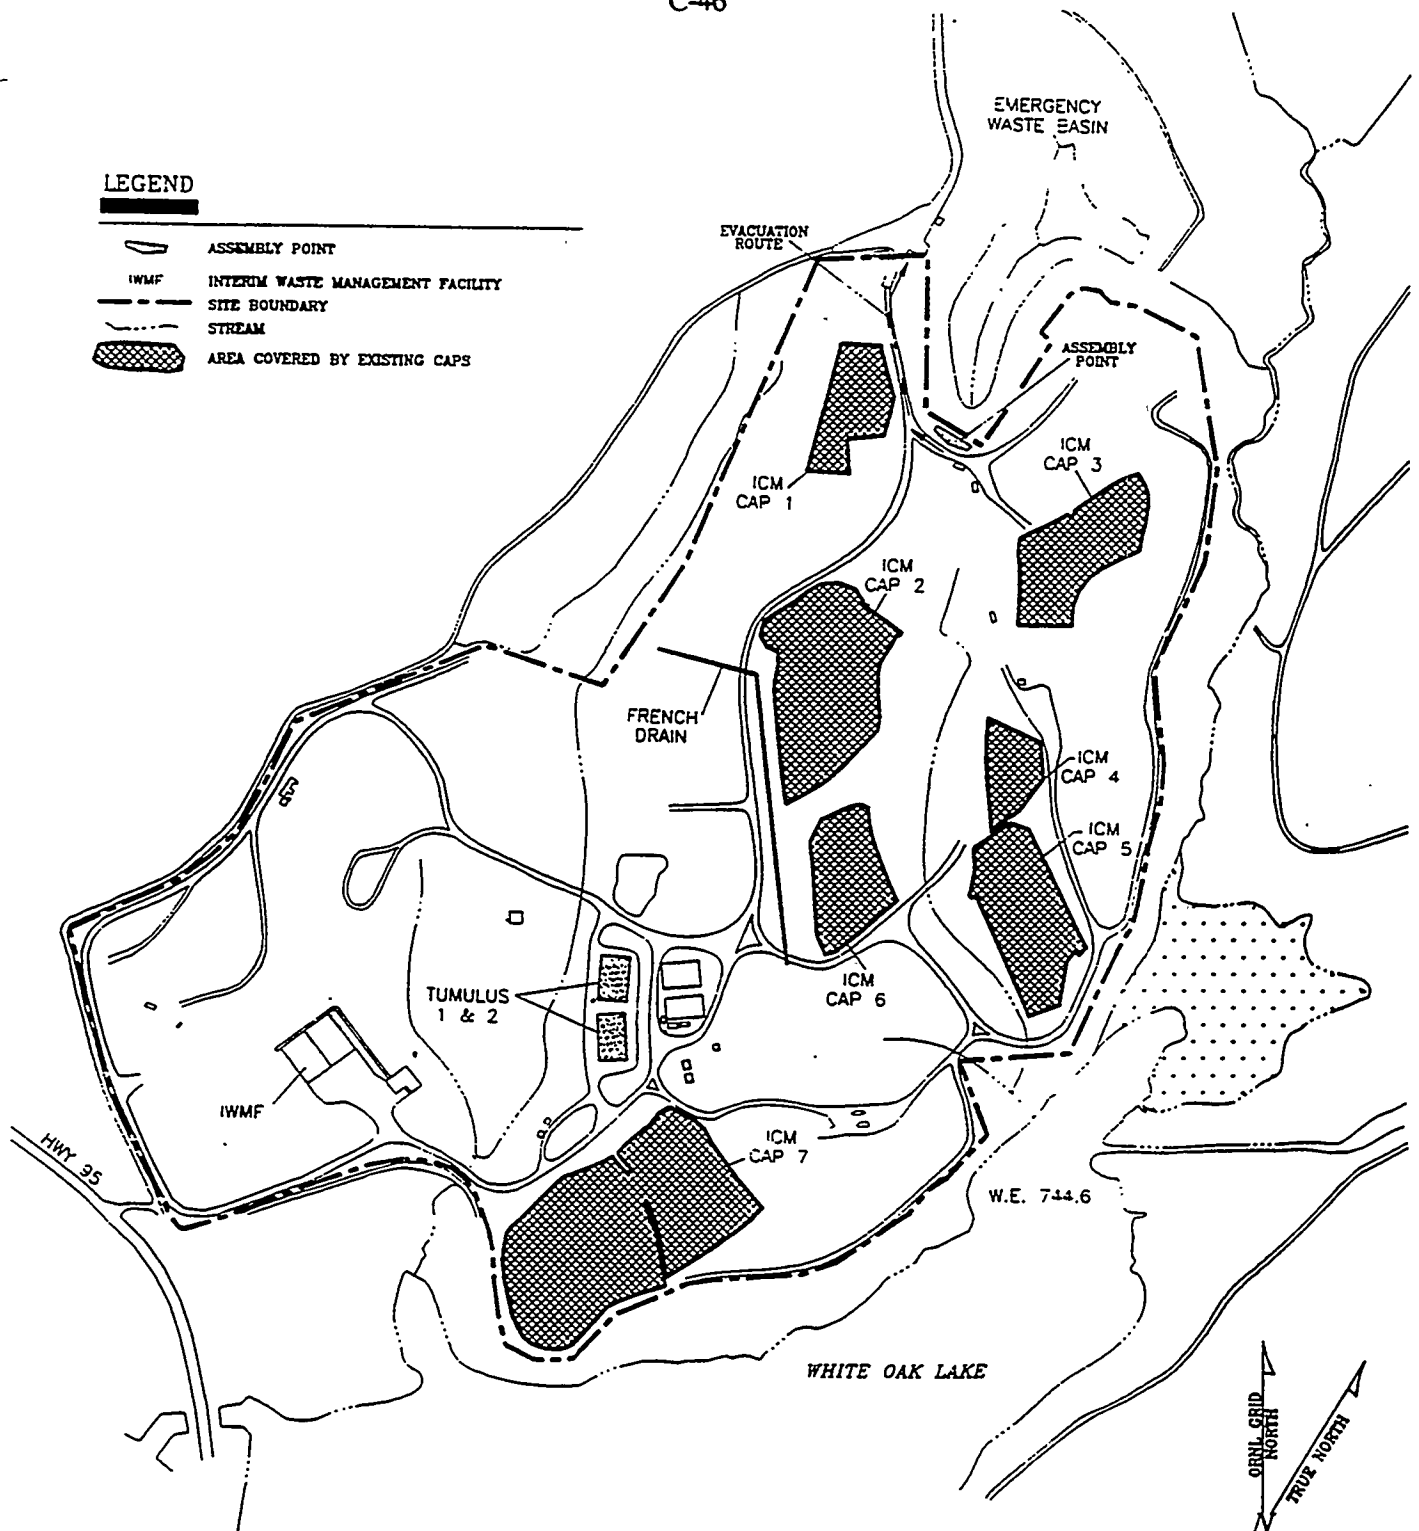 C-46
EMERGENCY
WASTE BASIN
LEGEND
ASSEMBLY POINT
IWMF INTERIM WASTE MANAGEMENT FACILITY
SITE BOUNDARY
STREAM
AREA COVERED BY EXISTING CAPS
EVACUATION
ROUTE
ASSEMBLY
POINT
ICM
CAP 1
ICM
CAP 3
ICM
CAP 2
FRENCH
DRAIN
ICM
CAP 4
ICM
CAP 5
ICM
CAP 6
TUMULUS
1 & 2
IWMF
HWY 95
ICM
CAP 7
W.E. 744.6
WHITE OAK LAKE
ORNL GRID
NORTH
TRUE NORTH